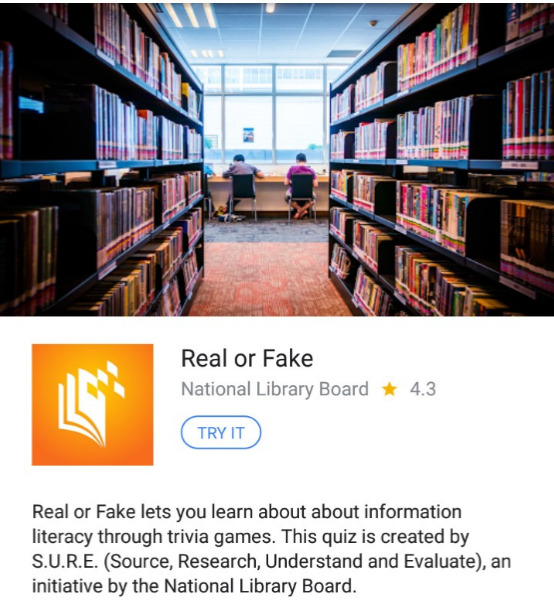 Real or Fake
National Library Board ★ 4.3
TRY IT
Real or Fake lets you learn about about information
literacy through trivia games. This quiz is created by
S.U.R.E. (Source, Research, Understand and Evaluate), an
initiative by the National Library Board.